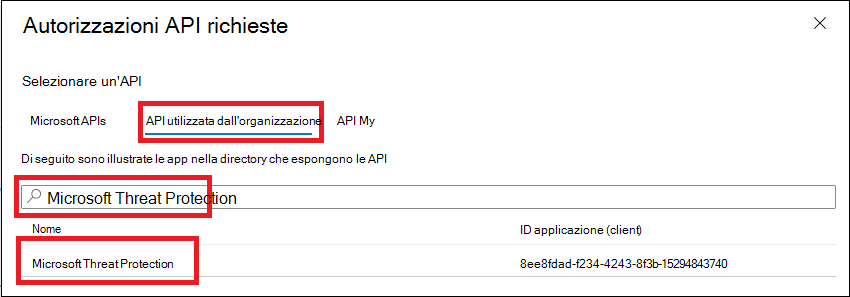 Autorizzazioni API richieste
Selezionare un'API
Microsoft APIs API utilizzata dall'organizzazione API My
Di seguito sono illustrate le app nella directory che espongono le API
Microsoft Threat Protection
Nome ID applicazione (client)
Microsoft Threat Protection 8ee8fdad-f234-4243-8f3b-15294843740